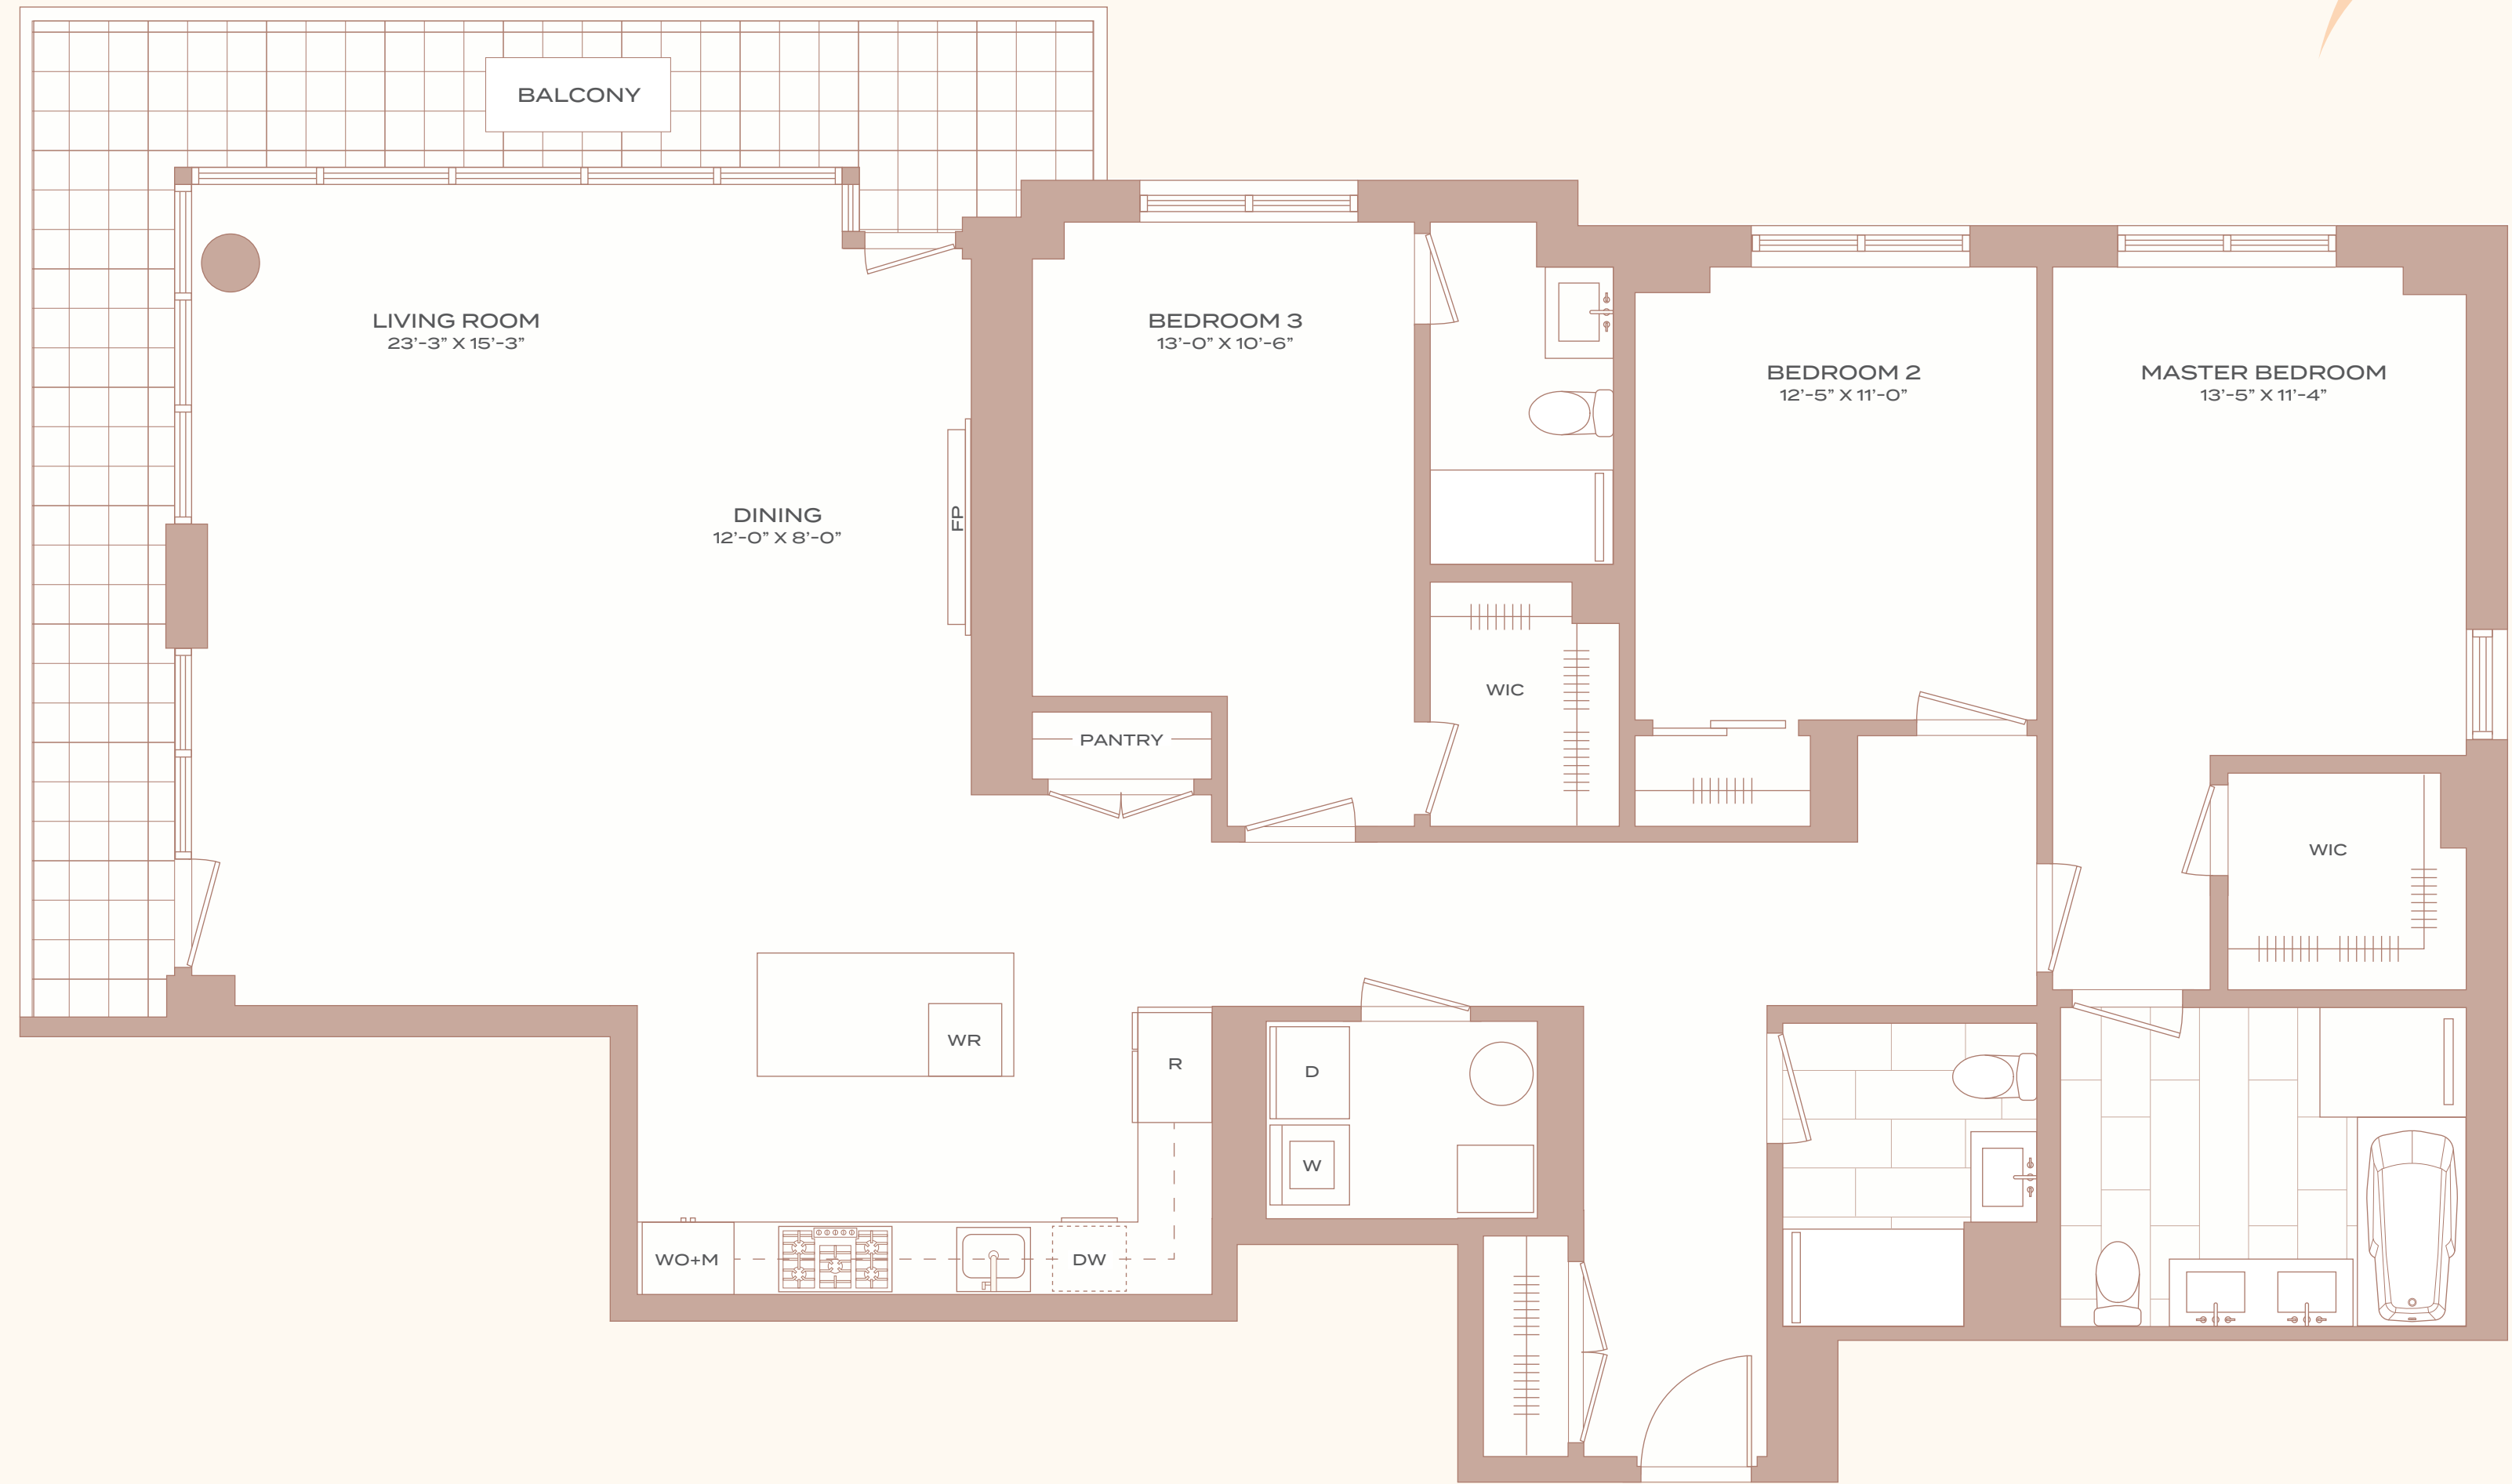 BALCONY
LIVING ROOM
23’-3” X 15’-3”
BEDROOM 3
13’-0” X 10’-6”
BEDROOM 2
12’-5” X 11’-0”
MASTER BEDROOM
13’-5” X 11’-4”
DINING
12’-0” X 8’-0”
FP
WIC
PANTRY
WIC
WR
R
D
W
WO+M
DW